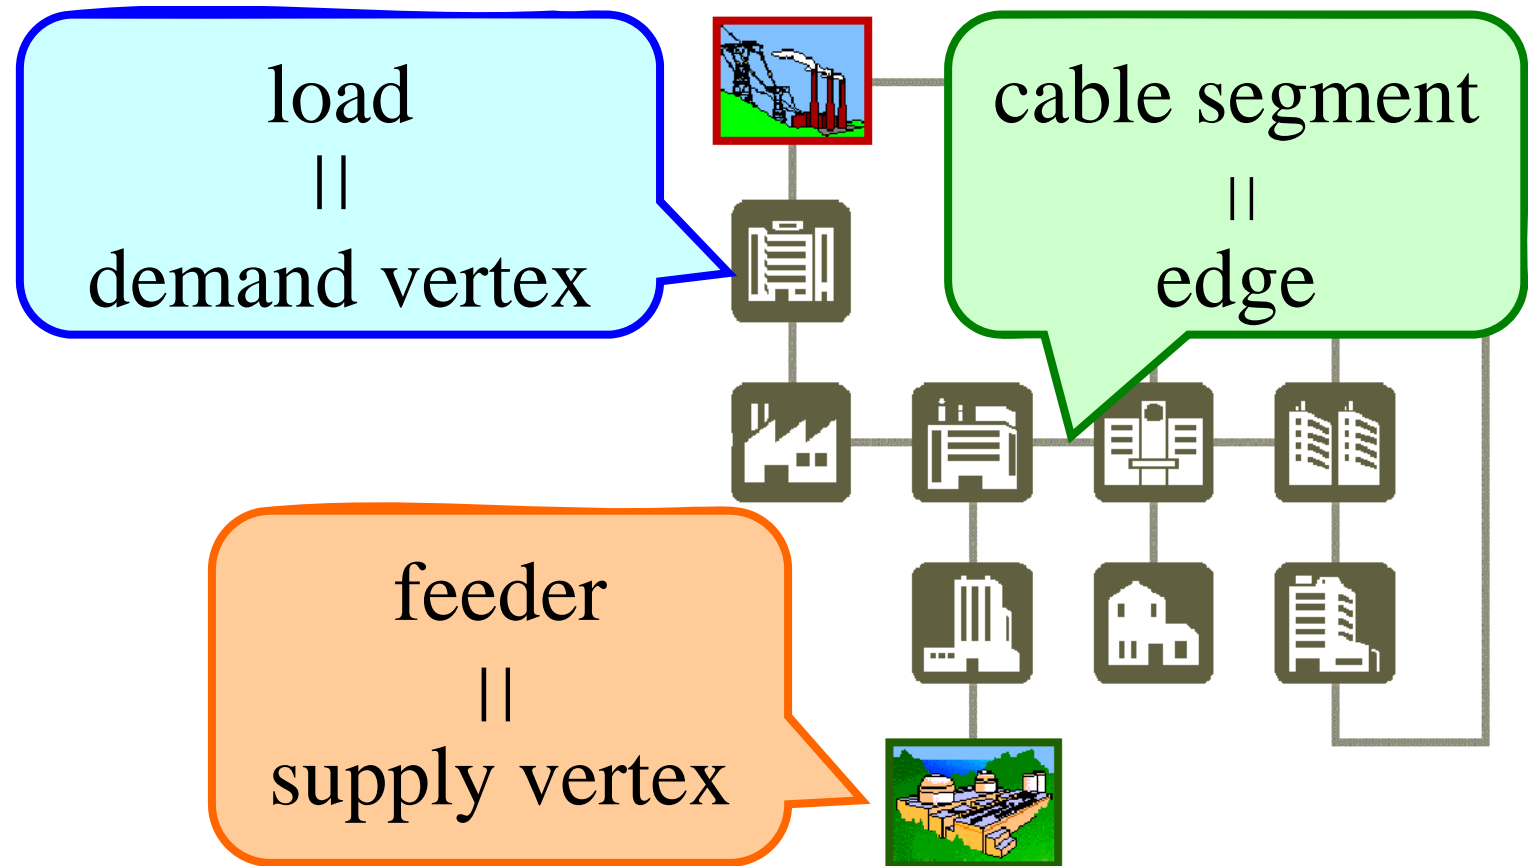 load
||
demand vertex
cable segment
||
edge
feeder
||
supply vertex